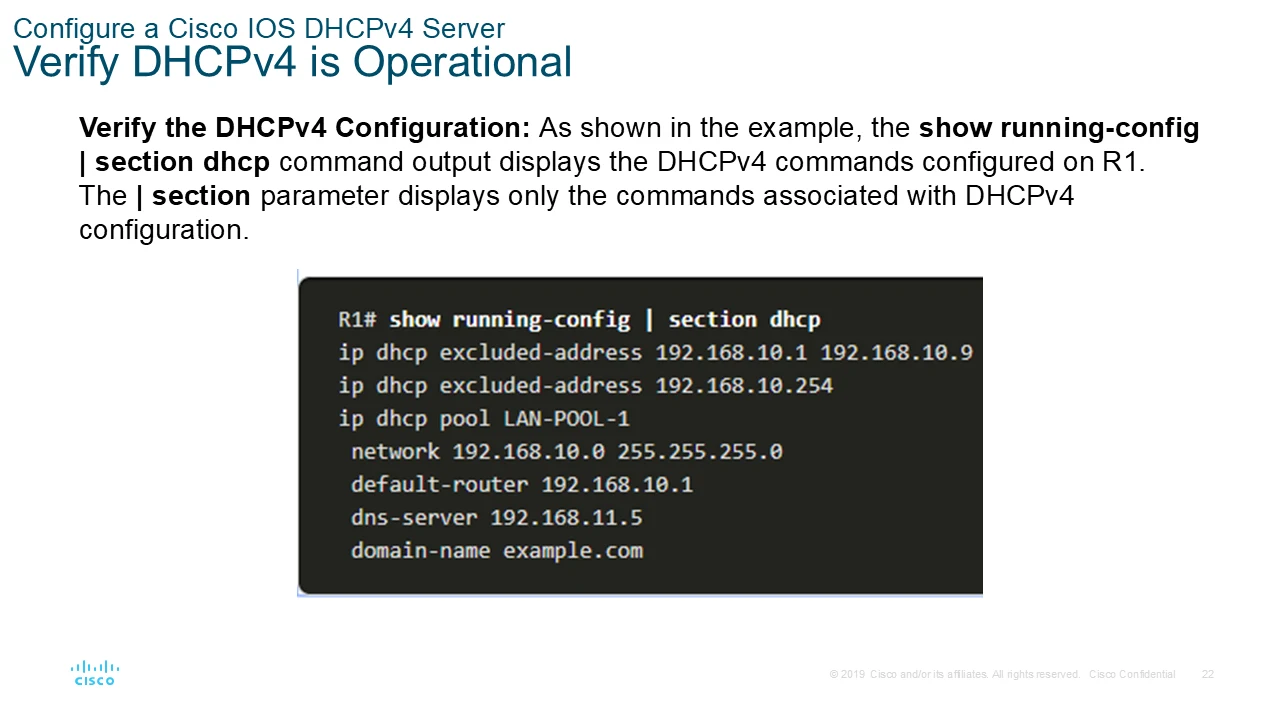 Configure a Cisco IOS DHCPv4 Server
Verify DHCPv4 is Operational
Verify the DHCPv4 Configuration: As shown in the example, the show running-config
| section dhcp command output displays the DHCPv4 commands configured on R1.
The | section parameter displays only the commands associated with DHCPv4
configuration.
R1# show running-config | section dhcp
ip dhcp excluded-address 192.168.10.1 192.168.10.9
ip dhcp excluded-address 192.168.10.254
ip dhcp pool LAN-POOL-1
 network 192.168.10.0 255.255.255.0
 default-router 192.168.10.1
 dns-server 192.168.11.5
 domain-name example.com
CISCO
© 2019 Cisco and/or its affiliates. All rights reserved. Cisco Confidential 22